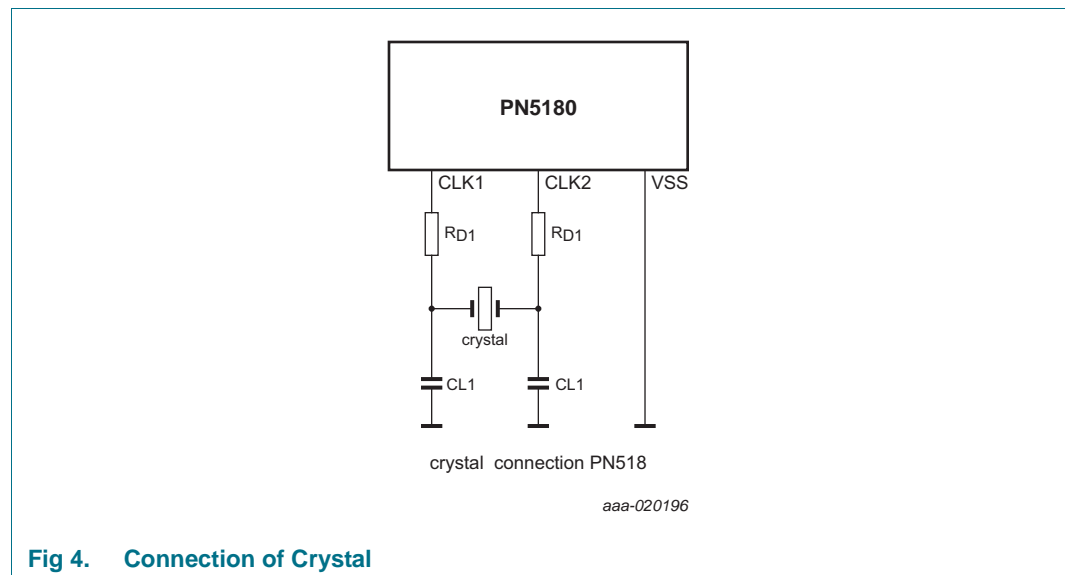 PN5180
CLK1 CLK2 VSS
RD1 RD1
crystal
CL1 CL1
crystal connection PN518
aaa-020196
Fig 4. Connection of Crystal